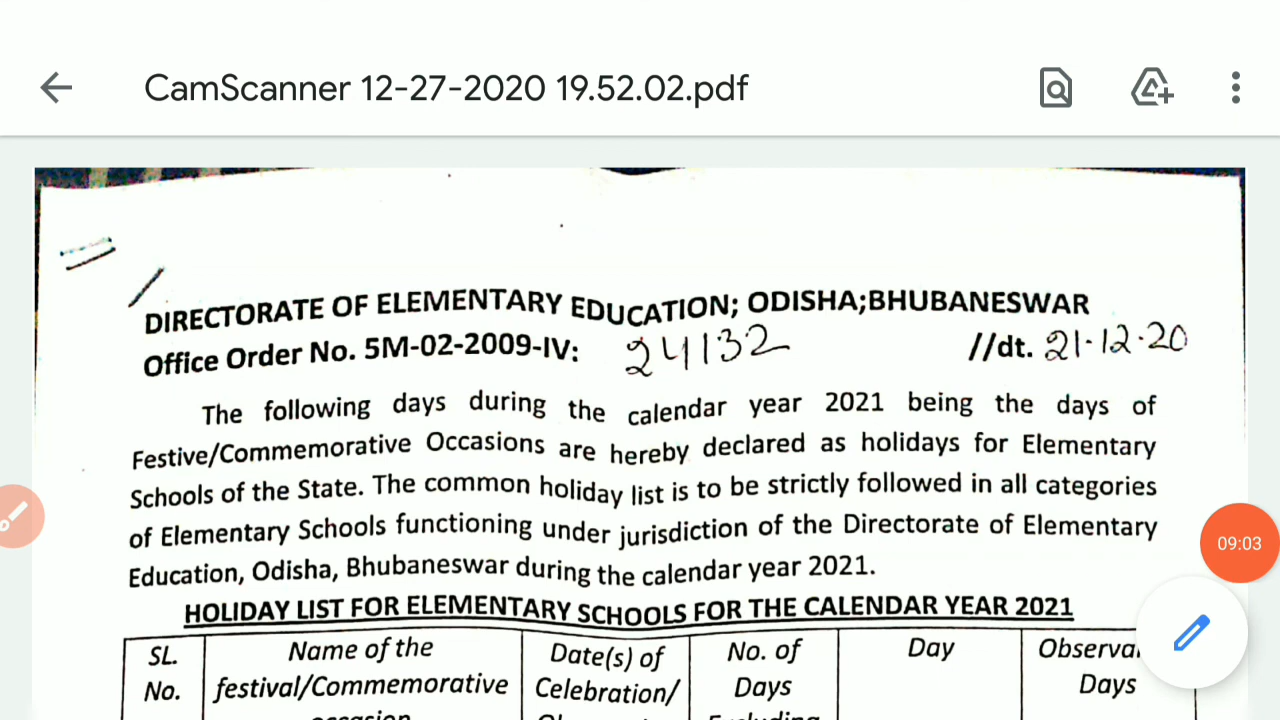 CamScanner 12-27-2020 19.52.02.pdf
DIRECTORATE OF ELEMENTARY EDUCATION; ODISHA;BHUBANESWAR
Office Order No. 5M-02-2009-IV: 24132 //dt. 21-12-20
The following days during the calendar year 2021 being the days of
Festive/Commemorative Occasions are hereby declared as holidays for Elementary
Schools of the State. The common holiday list is to be strictly followed in all categories
of Elementary Schools functioning under jurisdiction of the Directorate of Elementary
Education, Odisha, Bhubaneswar during the calendar year 2021.
HOLIDAY LIST FOR ELEMENTARY SCHOOLS FOR THE CALENDAR YEAR 2021
SL. Name of the Date(s) of No. of Day
No. festival/Commemorative Celebration/ Days Days
09:03